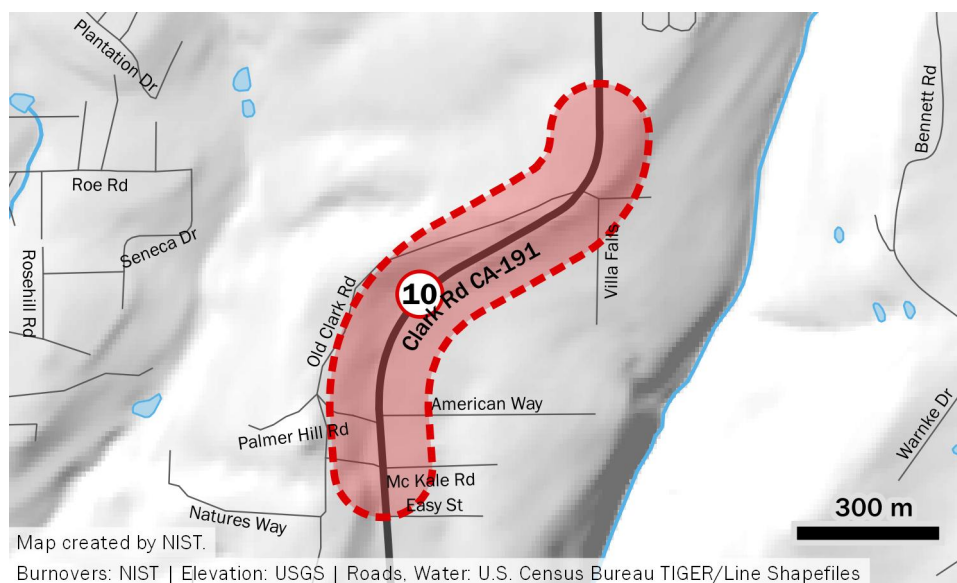 Plantation Dr
Bennett Rd
Roe Rd
Seneca Dr
Rosehill Rd
Villa Falls
Old Clark Rd
10
Clark Rd CA-191
American Way
Palmer Hill Rd
Warnke Dr
Mc Kale Rd
Easy St
Natures Way
300 m
Map created by NIST.
Burnovers: NIST | Elevation: USGS | Roads, Water: U.S. Census Bureau TIGER/Line Shapefiles